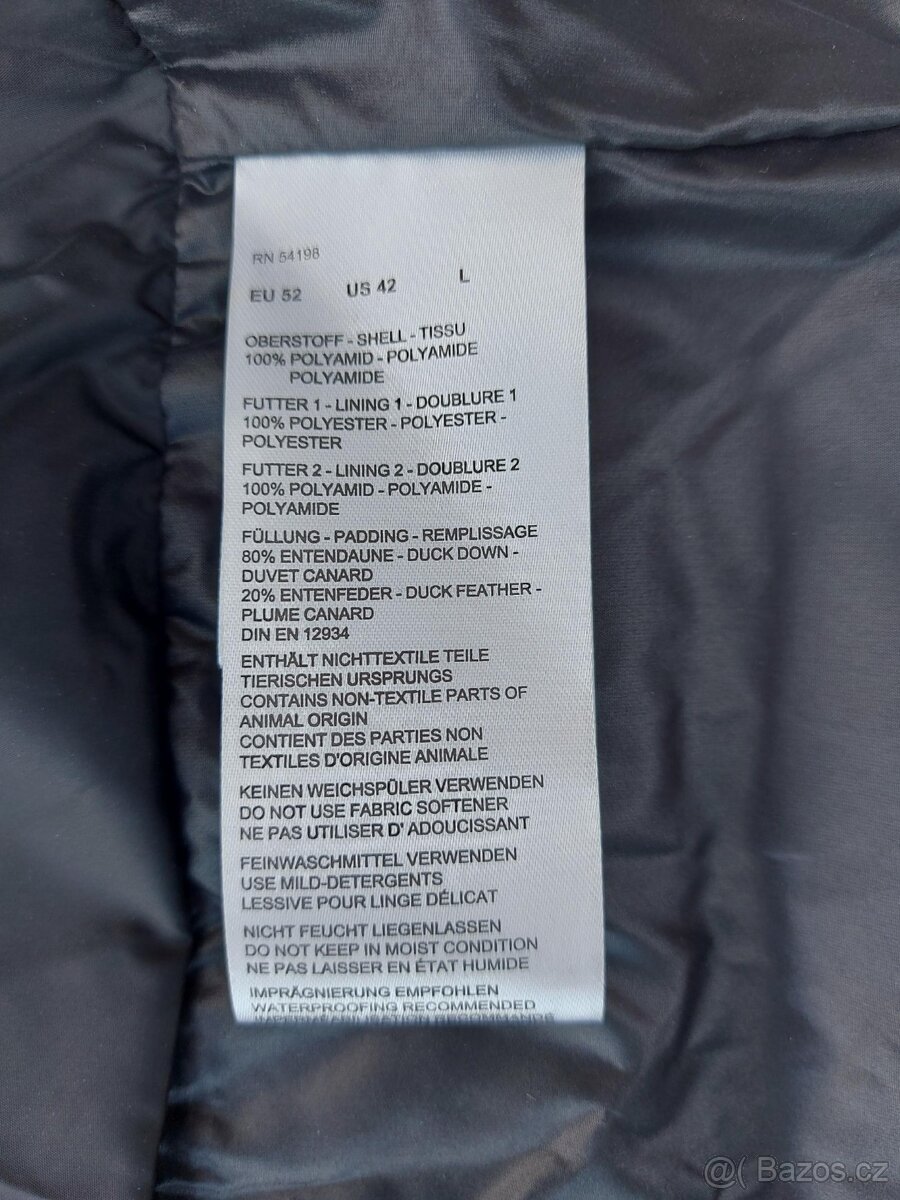 RN 54198
EU 52 US 42 L
OBERSTOFF - SHELL - TISSU
100% POLYAMID - POLYAMIDE
POLYAMIDE
FUTTER 1 - LINING 1 - DOUBLURE 1
100% POLYESTER - POLYESTER -
POLYESTER
FUTTER 2 - LINING 2 - DOUBLURE 2
100% POLYAMID - POLYAMIDE -
POLYAMIDE
FÜLLUNG - PADDING - REMPLISSAGE
80% ENTENDAUNE - DUCK DOWN -
DUVET CANARD
20% ENTENFEDER - DUCK FEATHER -
PLUME CANARD
DIN EN 12934
ENTHÄLT NICHTTEXTILE TEILE
TIERISCHEN URSPRUNGS
CONTAINS NON-TEXTILE PARTS OF
ANIMAL ORIGIN
CONTIENT DES PARTIES NON
TEXTILES D'ORIGINE ANIMALE
KEINEN WEICHSPÜLER VERWENDEN
DO NOT USE FABRIC SOFTENER
NE PAS UTILISER D' ADOUCISSANT
FEINWASCHMITTEL VERWENDEN
USE MILD-DETERGENTS
LESSIVE POUR LINGE DÉLICAT
NICHT FEUCHT LIEGENLASSEN
DO NOT KEEP IN MOIST CONDITION
NE PAS LAISSER EN ÉTAT HUMIDE
IMPRÄGNIERUNG EMPFOHLEN
WATERPROOFING RECOMMENDED
@( Bazos.cz